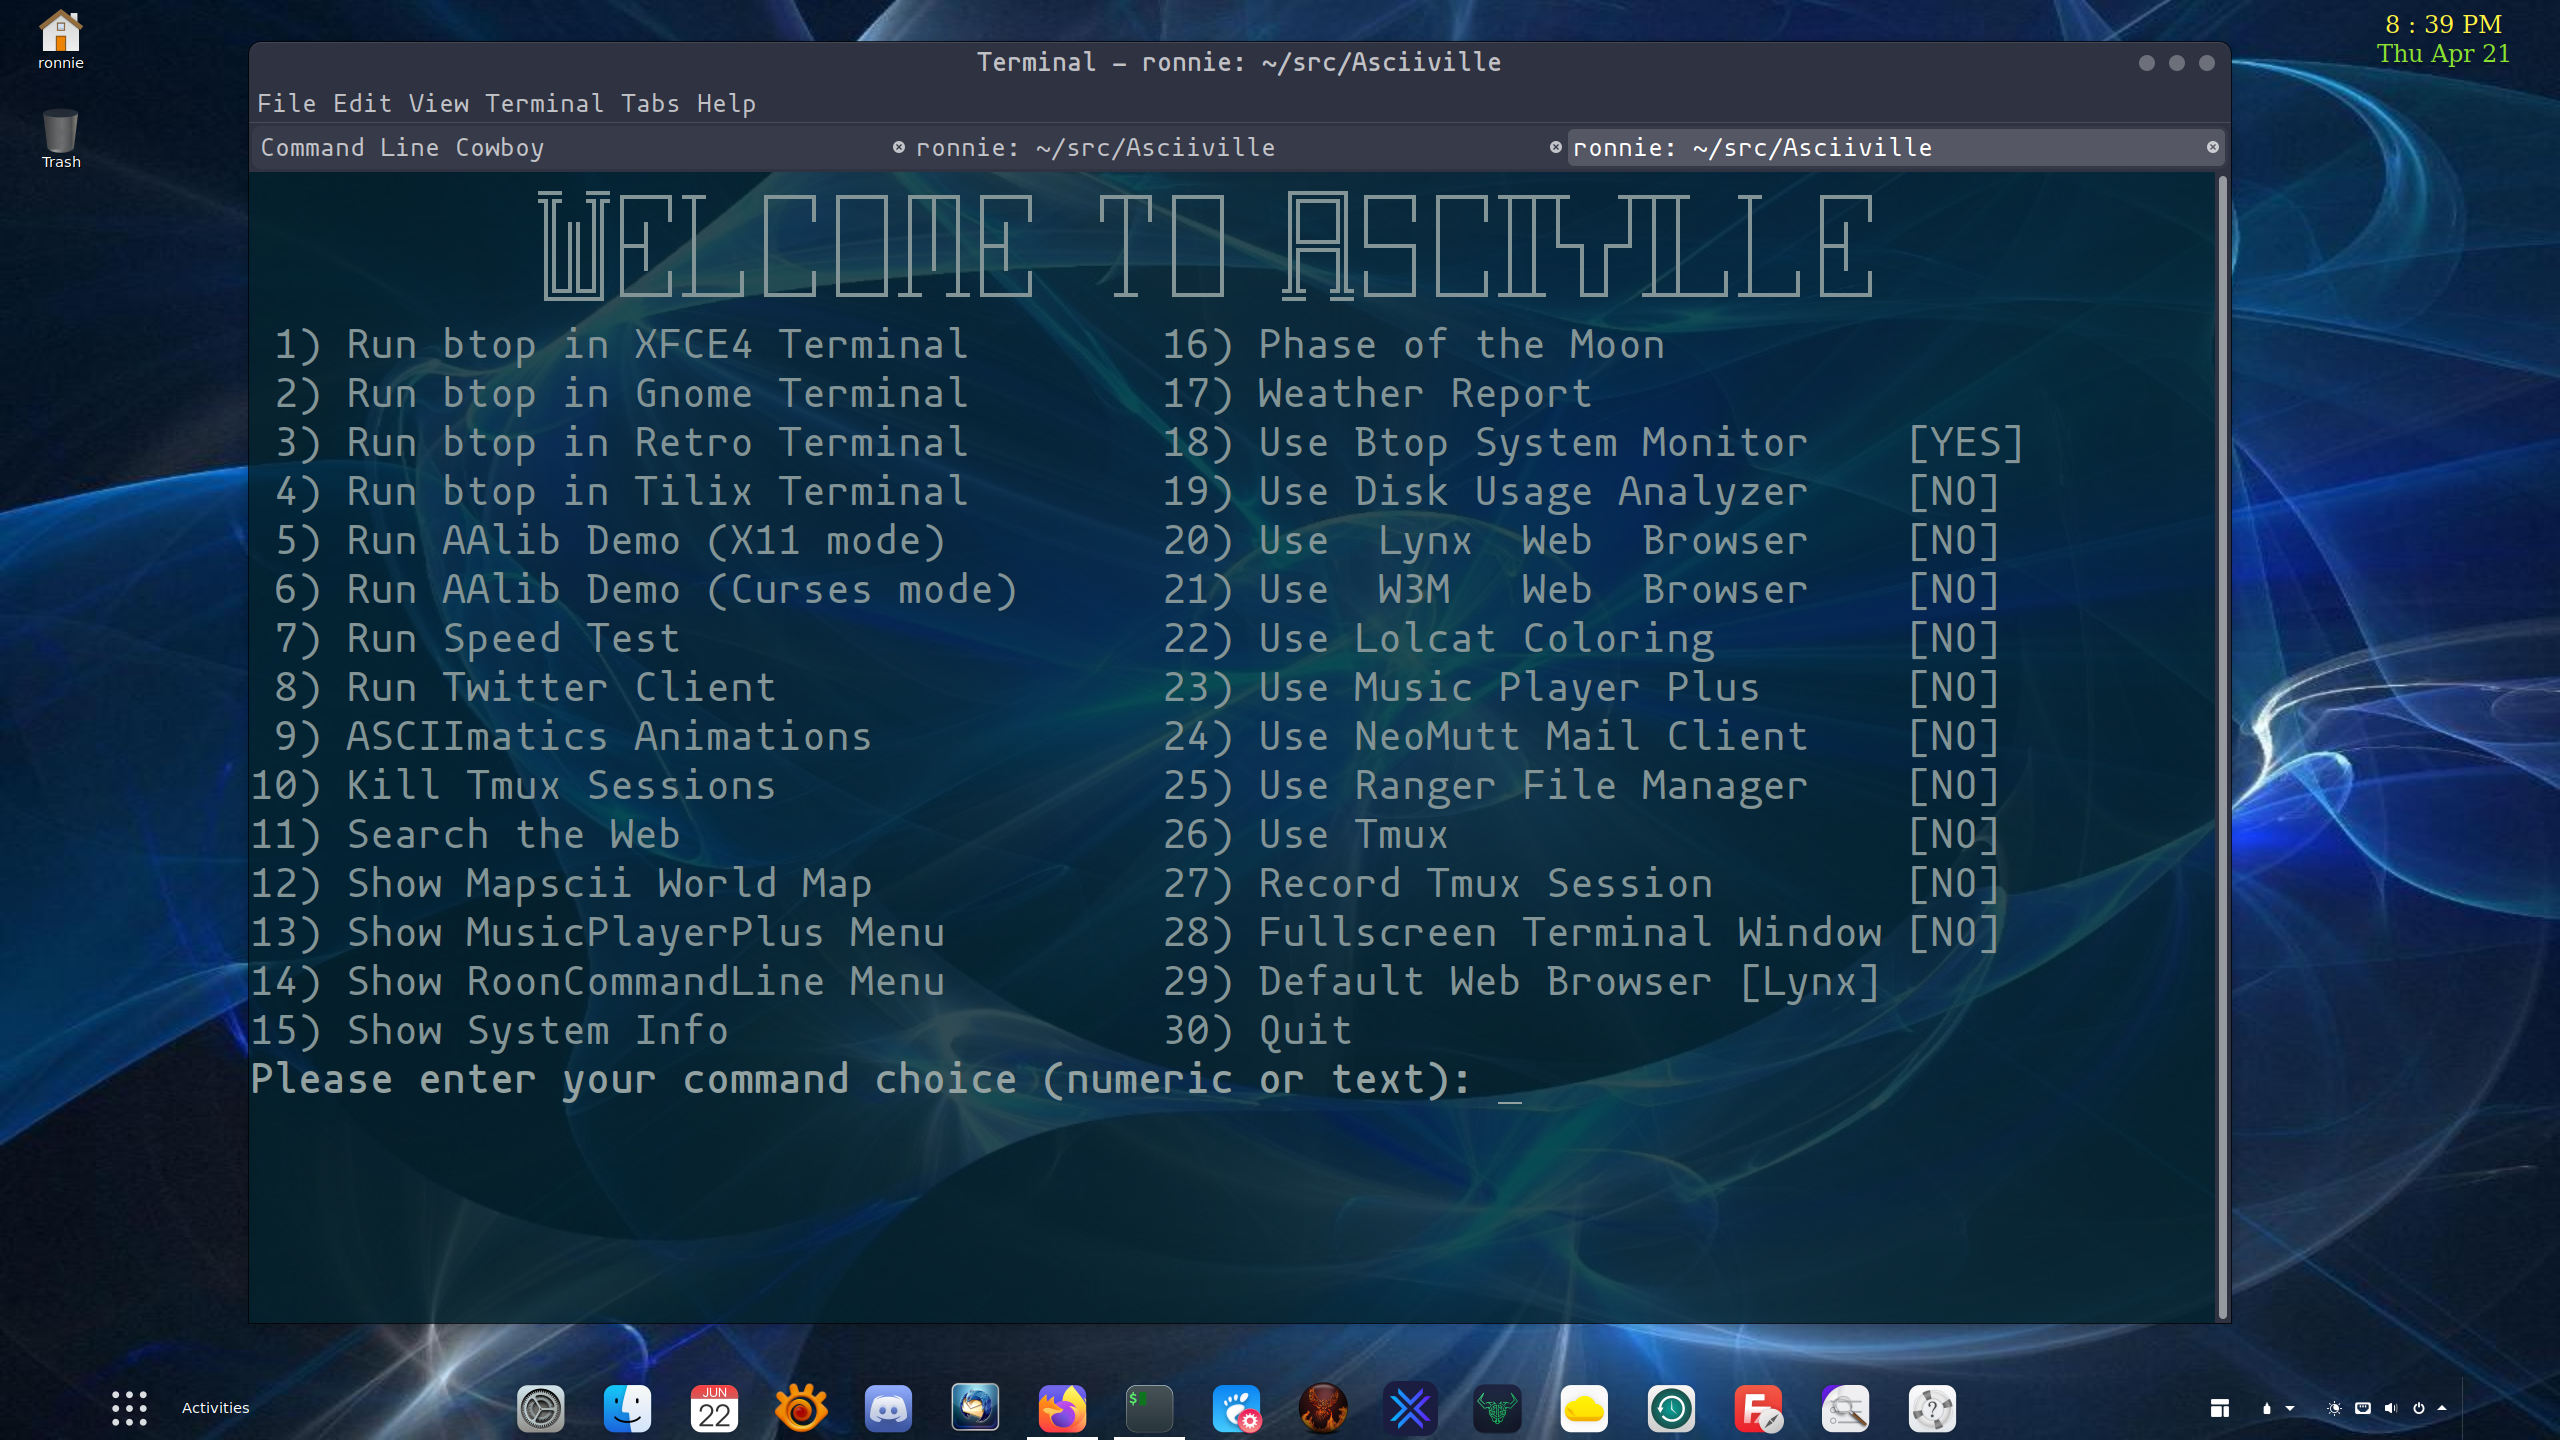 ronnie
Trash
8 : 39 PM
Thu Apr 21
Terminal – ronnie: ~/src/Asciiville
File Edit View Terminal Tabs Help
Command Line Cowboy
ronnie: ~/src/Asciiville
ronnie: ~/src/Asciiville
WELCOME TO ASCIIVILLE
1) Run btop in XFCE4 Terminal
2) Run btop in Gnome Terminal
3) Run btop in Retro Terminal
4) Run btop in Tilix Terminal
5) Run AAlib Demo (X11 mode)
6) Run AAlib Demo (Curses mode)
7) Run Speed Test
8) Run Twitter Client
9) ASCIImatics Animations
10) Kill Tmux Sessions
11) Search the Web
12) Show Mapscii World Map
13) Show MusicPlayerPlus Menu
14) Show RoonCommandLine Menu
15) Show System Info
16) Phase of the Moon
17) Weather Report
18) Use Btop System Monitor [YES]
19) Use Disk Usage Analyzer [NO]
20) Use Lynx Web Browser [NO]
21) Use W3M Web Browser [NO]
22) Use Lolcat Coloring [NO]
23) Use Music Player Plus [NO]
24) Use NeoMutt Mail Client [NO]
25) Use Ranger File Manager [NO]
26) Use Tmux [NO]
27) Record Tmux Session [NO]
28) Fullscreen Terminal Window [NO]
29) Default Web Browser [Lynx]
30) Quit
Please enter your command choice (numeric or text): _
Activities
JUN
22
$
F
?